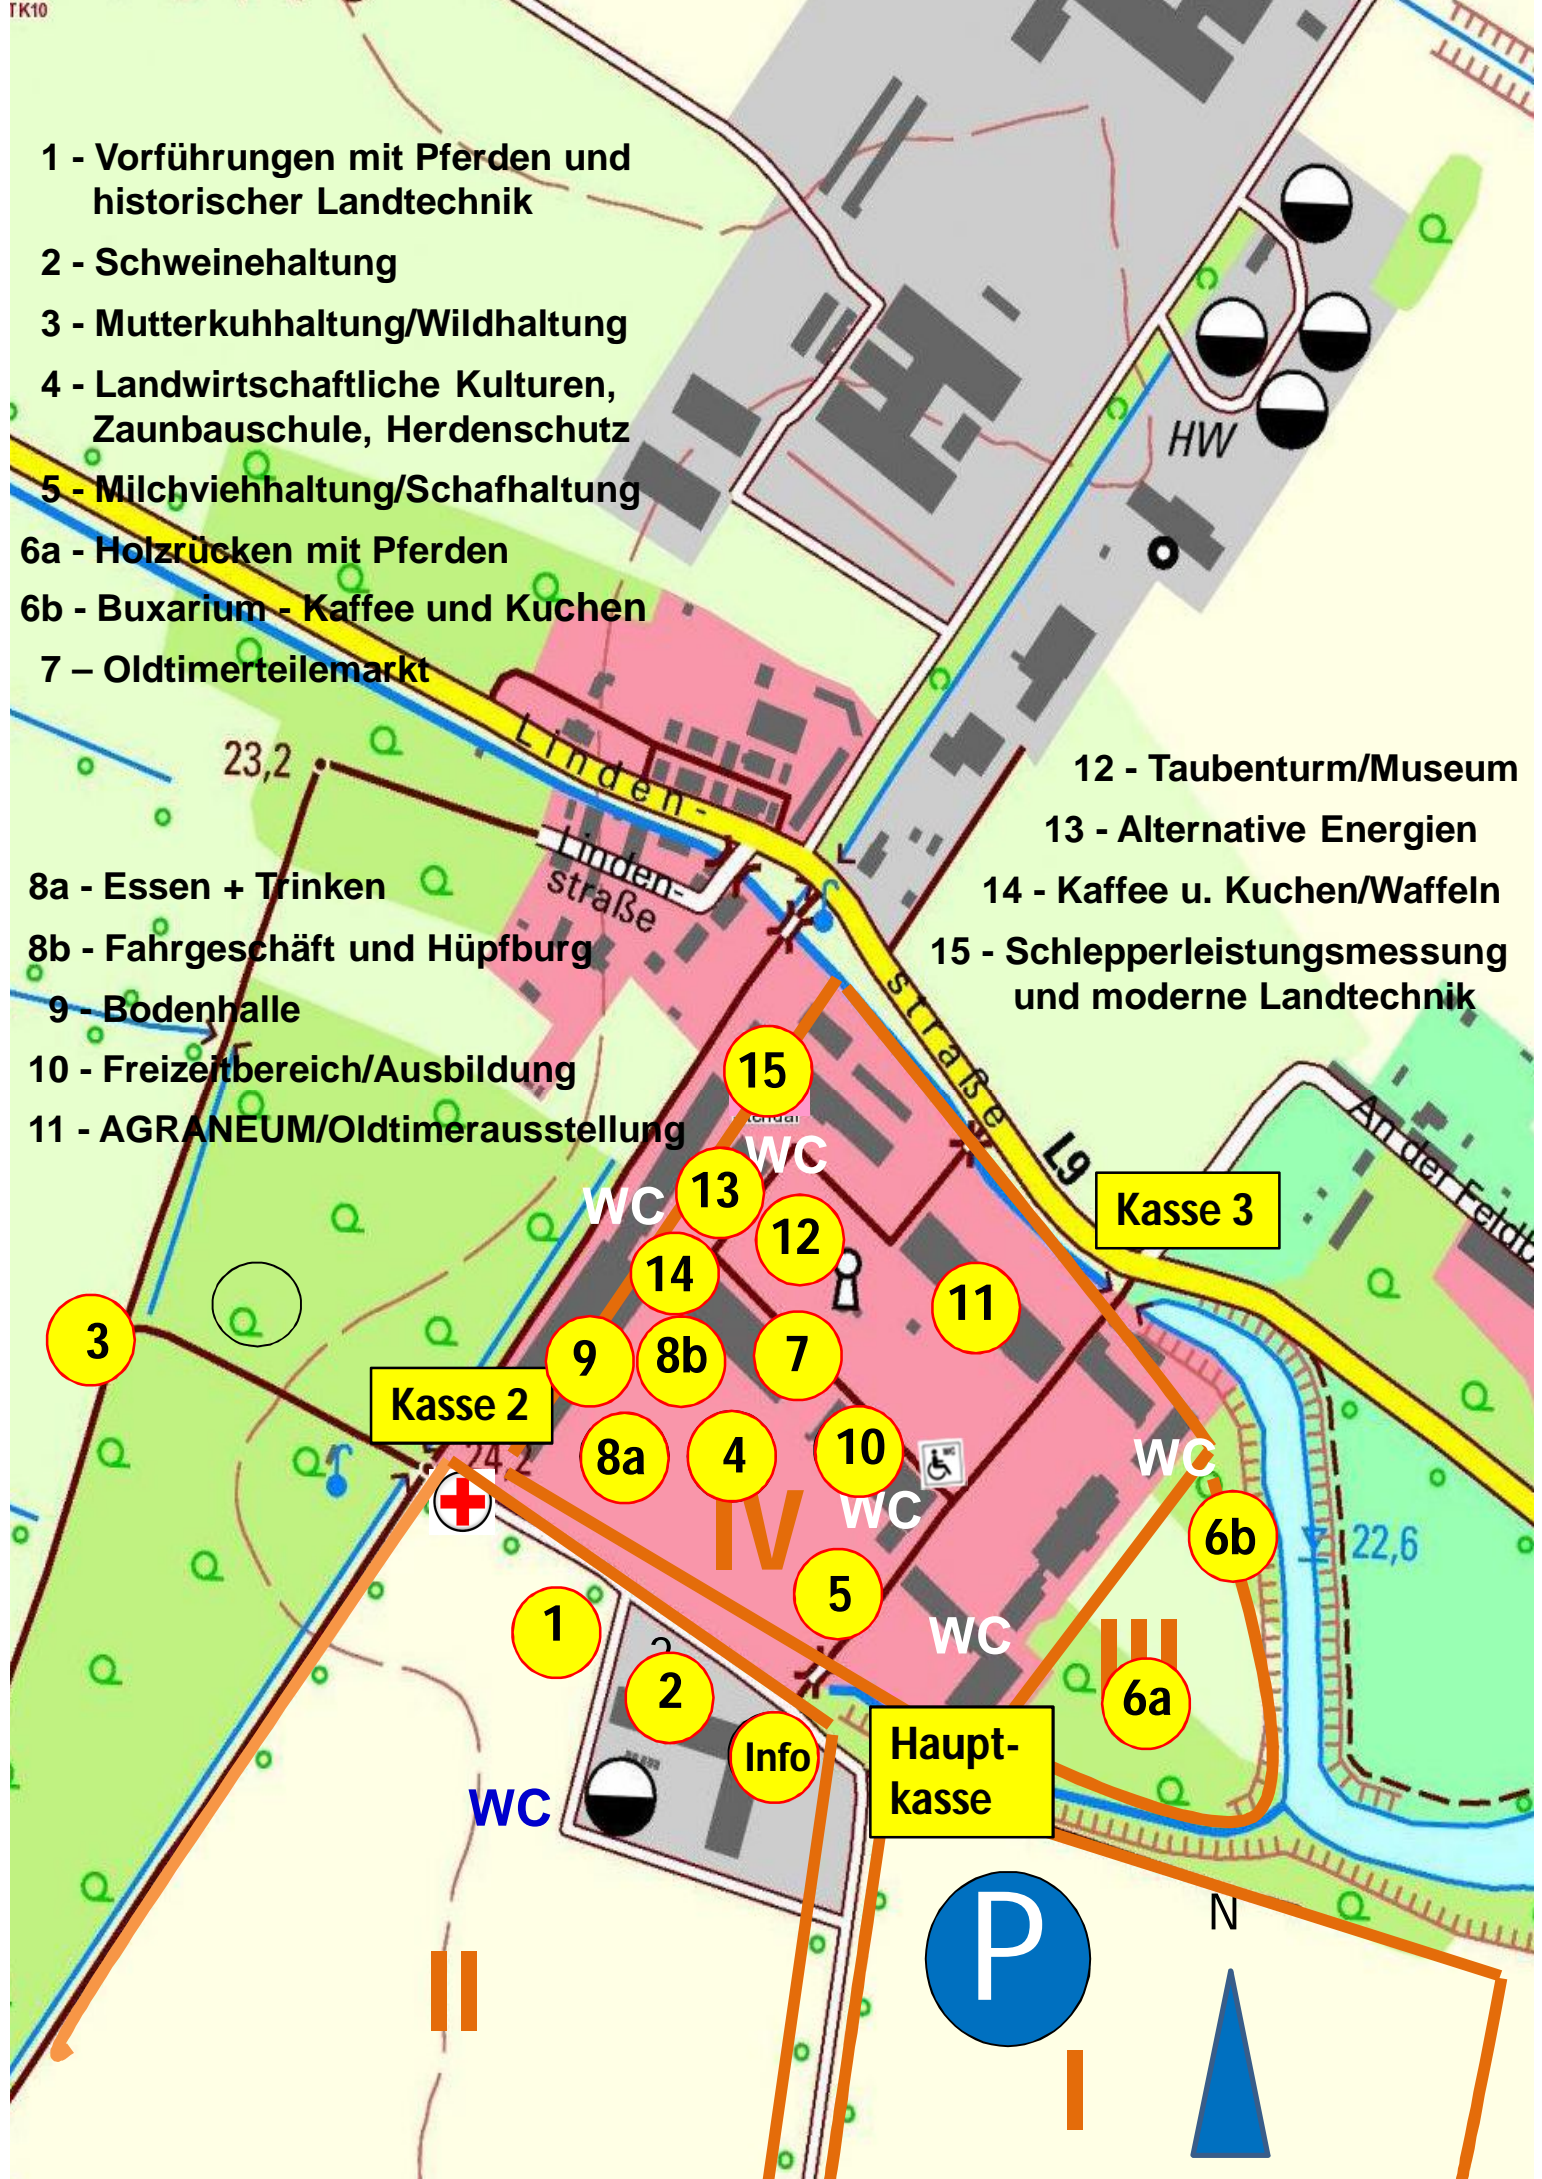 TK10
1 - Vorführungen mit Pferden und
historischer Landtechnik
2 - Schweinehaltung
3 - Mutterkuhhaltung/Wildhaltung
4 - Landwirtschaftliche Kulturen,
Zaunbauschule, Herdenschutz
5 - Milchviehhaltung/Schafhaltung
6a - Holzrücken mit Pferden
6b - Buxarium - Kaffee und Kuchen
7 – Oldtimerteilemarkt
8a - Essen + Trinken
8b - Fahrgeschäft und Hüpfburg
9 - Bodenhalle
10 - Freizeitbereich/Ausbildung
11 - AGRANEUM/Oldtimerausstellung
12 - Taubenturm/Museum
13 - Alternative Energien
14 - Kaffee u. Kuchen/Waffeln
15 - Schlepperleistungsmessung
und moderne Landtechnik
HW
23,2
Linden-
straße
Linden-
straße
L9
An der Feldb
15
WC
13
WC
12
14
Kasse 3
11
3
9
8b
7
Kasse 2
24,2
8a
4
10
WC
WC
WC
IV
6b
22,6
5
1
WC
III
2
6a
Info
Haupt-
kasse
WC
P
N
II
I